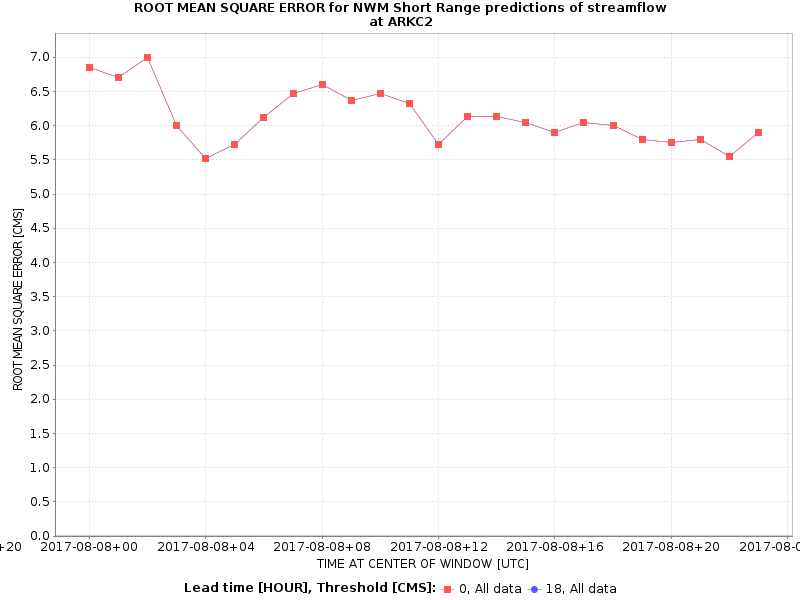 ROOT MEAN SQUARE ERROR for NWM Short Range predictions of streamflow
at ARKC2
ROOT MEAN SQUARE ERROR [CMS]
7.0
6.5
6.0
5.5
5.0
4.5
4.0
3.5
3.0
2.5
2.0
1.5
1.0
0.5
0.0
+20 2017-08-08+00 2017-08-08+04 2017-08-08+08 2017-08-08+12 2017-08-08+16 2017-08-08+20 2017-08-0
TIME AT CENTER OF WINDOW [UTC]
Lead time [HOUR], Threshold [CMS]: 0, All data 18, All data